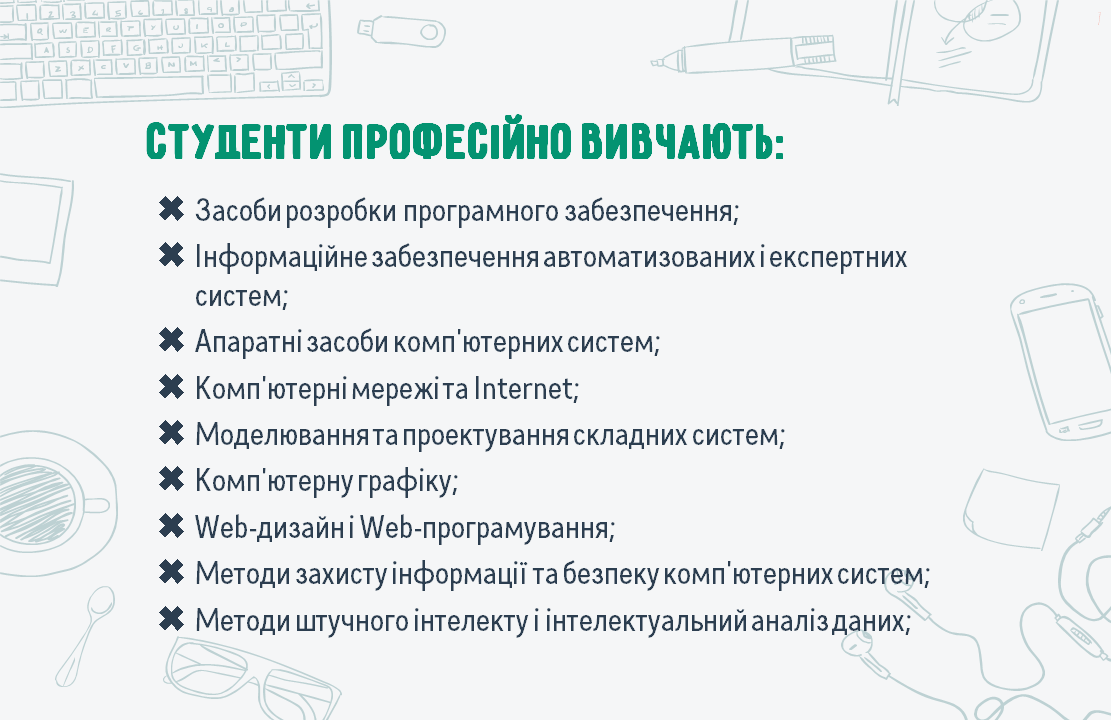 СТУДЕНТИ ПРОФЕСІЙНО ВИВЧАЮТЬ:
✖ Засоби розробки програмного забезпечення;
✖ Інформаційне забезпечення автоматизованих і експертних
систем;
✖ Апаратні засоби комп'ютерних систем;
✖ Комп'ютерні мережі та Internet;
✖ Моделювання та проектування складних систем;
✖ Комп'ютерну графіку;
✖ Web-дизайн і Web-програмування;
✖ Методи захисту інформації та безпеку комп'ютерних систем;
✖ Методи штучного інтелекту і інтелектуальний аналіз даних;